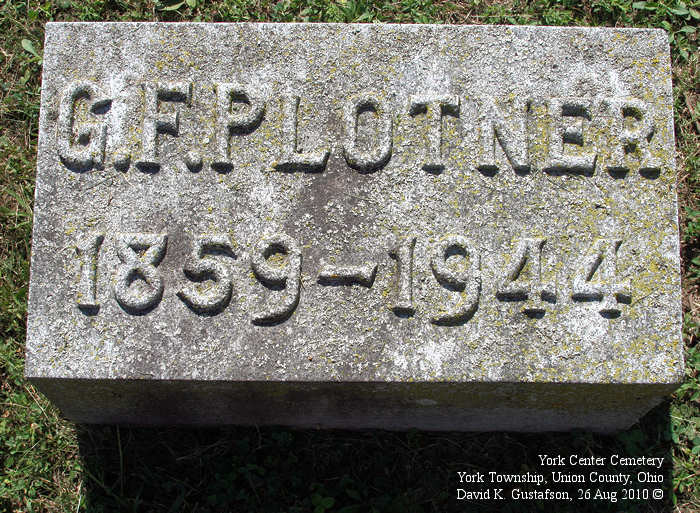 G.F. PLOTNER
1859-1944
York Center Cemetery
York Township, Union County, Ohio
David K. Gustafson, 26 Aug 2010 ©